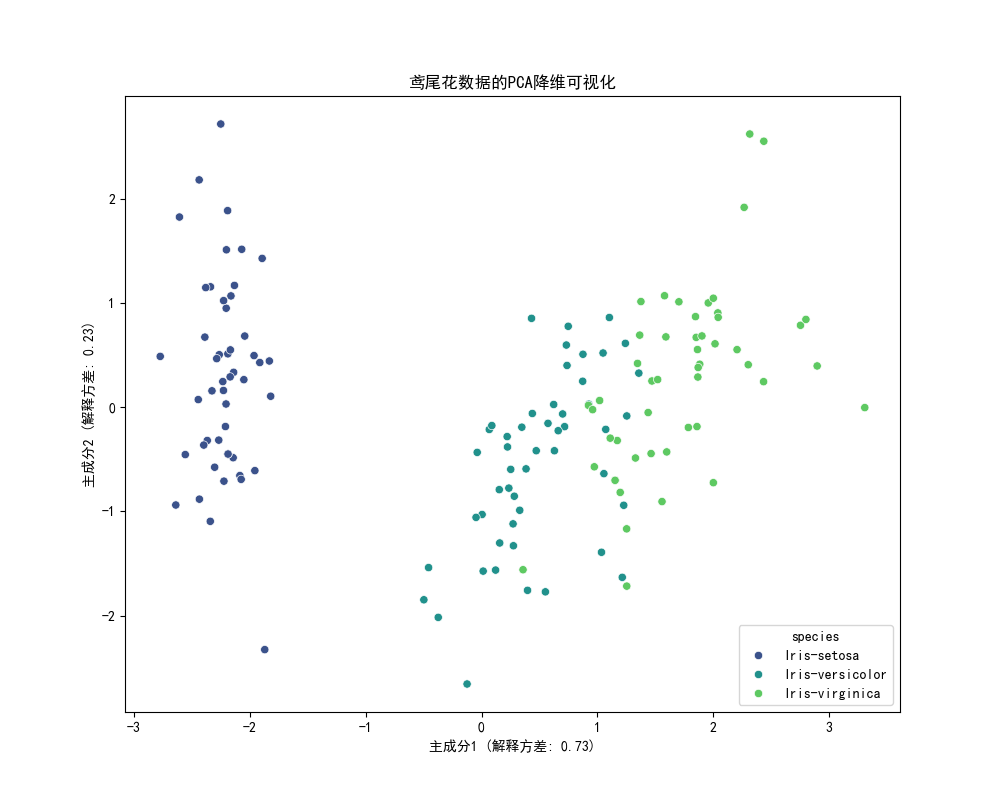 鸢尾花数据的PCA降维可视化
主成分2 (解释方差: 0.23)
2
1
0
−1
−2
−3
−2
−1
0
1
2
3
主成分1 (解释方差: 0.73)
species
Iris-setosa
Iris-versicolor
Iris-virginica